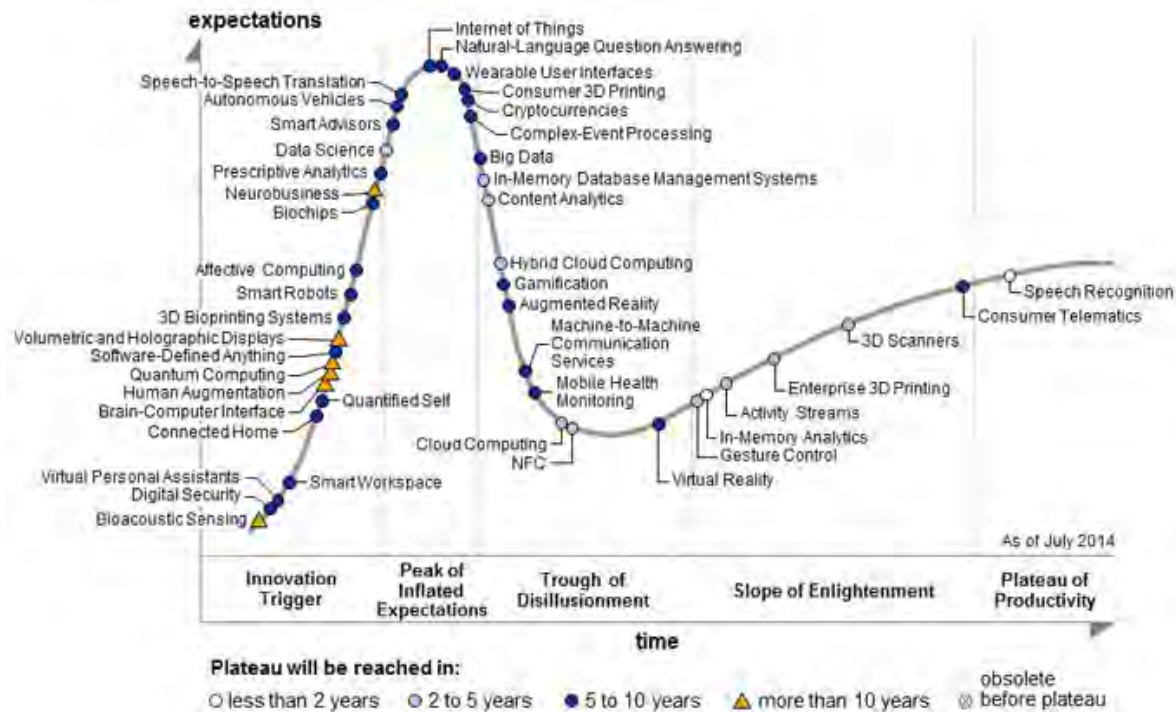 expectations
Internet of Things
Natural-Language Question Answering
Wearable User Interfaces
Speech-to-Speech Translation
Consumer 3D Printing
Autonomous Vehicles
Cryptocurrencies
Smart Advisors
Complex-Event Processing
Data Science
Big Data
Prescriptive Analytics
In-Memory Database Management Systems
Neurobusiness
Content Analytics
Biochips
Hybrid Cloud Computing
Affective Computing
Gamification
Smart Robots
Augmented Reality
3D Bioprinting Systems
Machine-to-Machine
Communication
Services
Volumetric and Holographic Displays
Software-Defined Anything
Quantum Computing
Human Augmentation
Brain-Computer Interface
Quantified Self
Connected Home
Mobile Health
Monitoring
Speech Recognition
Consumer Telematics
3D Scanners
Enterprise 3D Printing
Activity Streams
In-Memory Analytics
Gesture Control
Cloud Computing
NFC
Virtual Reality
Virtual Personal Assistants
Smart Workspace
Digital Security
Bioacoustic Sensing
As of July 2014
Innovation
Trigger
Peak of
Inflated
Expectations
Trough of
Disillusionment
Slope of Enlightenment
Plateau of
Productivity
time
Plateau will be reached in:
less than 2 years
2 to 5 years
5 to 10 years
more than 10 years
obsolete
before plateau